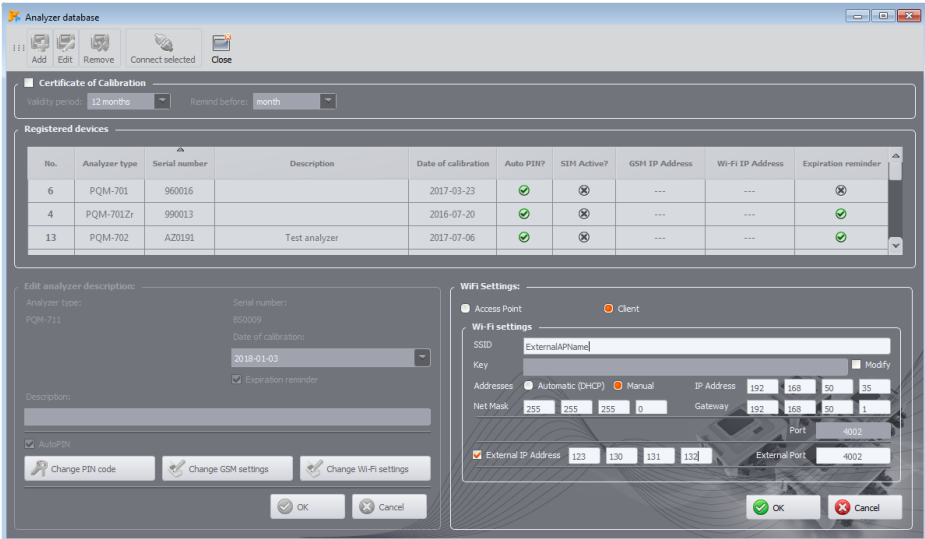 Analyzer database
Add Edit Remove Connect selected Close
Certificate of Calibration
Validity period: 12 months Remind before: month
Registered devices
No. Analyzer type Serial number Description Date of calibration Auto PIN? SIM Active? GSM IP Address Wi-Fi IP Address Expiration reminder
6 PQM-701 960016 2017-03-23 --- ---
4 PQM-701Zr 990013 2016-07-20 --- ---
13 PQM-702 AZ0191 Test analyzer 2017-07-06 --- ---
Edit analyzer description:
Analyzer type: Serial number:
PQM-711 BS0009
Date of calibration:
2018-01-03
Expiration reminder
Description:
AutoPIN
Change PIN code Change GSM settings Change Wi-Fi settings
OK Cancel
WiFi Settings:
Access Point Client
Wi-Fi settings
SSID ExternalAPName
Key Modify
Addresses Automatic (DHCP) Manual IP Address 192 168 50 35
Net Mask 255 255 255 0 Gateway 192 168 50 1
Port 4002
External IP Address 123 130 131 132 External Port 4002
OK Cancel